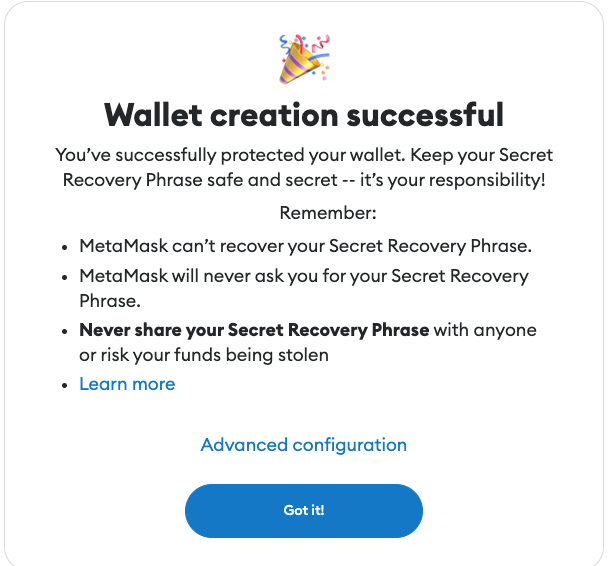 Wallet creation successful
You’ve successfully protected your wallet. Keep your Secret
Recovery Phrase safe and secret -- it’s your responsibility!
Remember:
• MetaMask can’t recover your Secret Recovery Phrase.
• MetaMask will never ask you for your Secret Recovery
Phrase.
• Never share your Secret Recovery Phrase with anyone
or risk your funds being stolen
• Learn more
Advanced configuration
Got it!